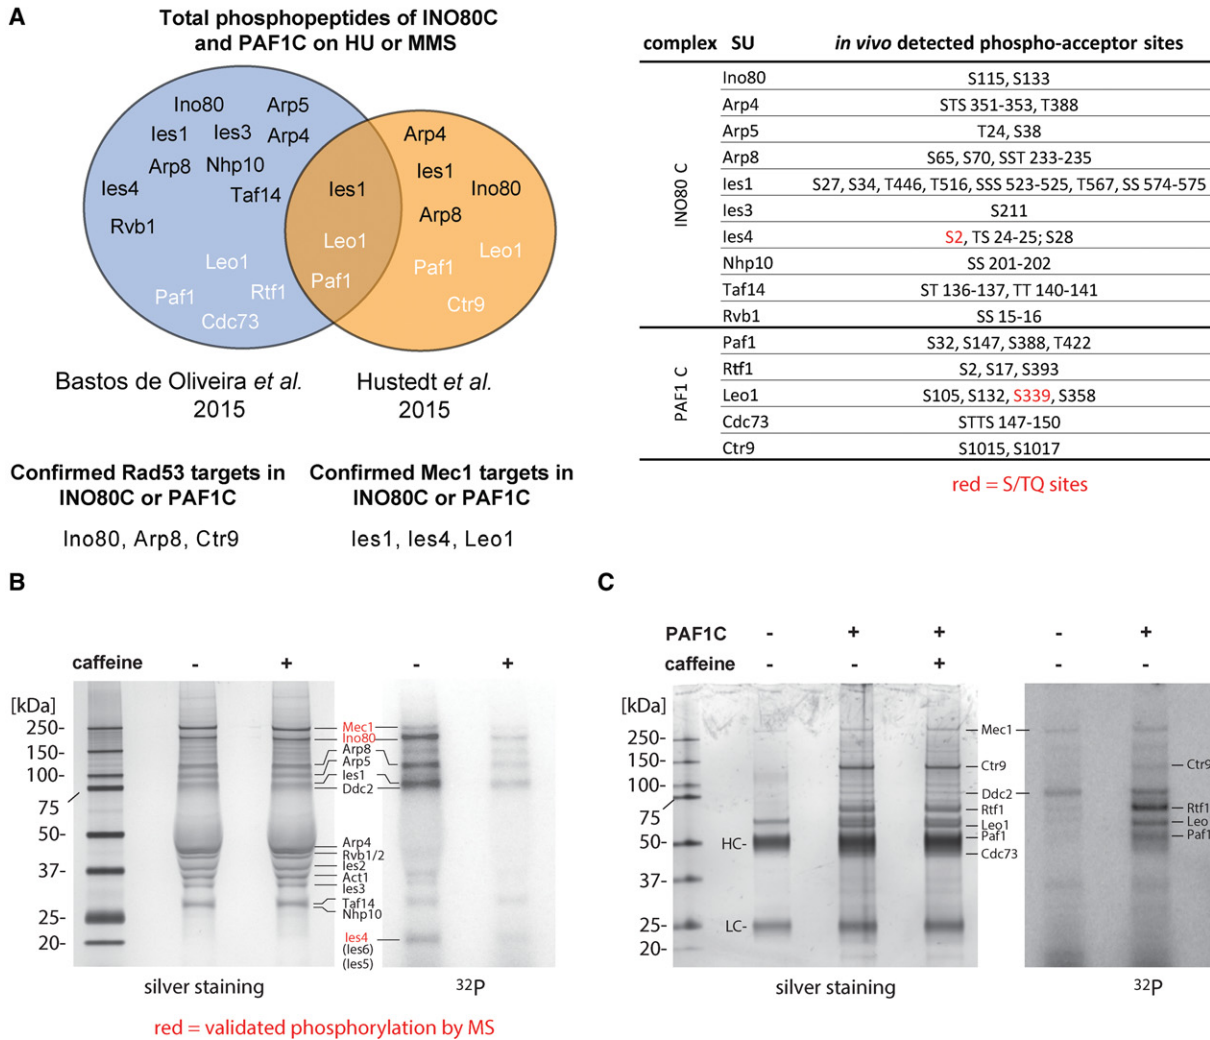 A
Total phosphopeptides of INO80C
and PAF1C on HU or MMS
Ino80
Arp5
Ies1
Ies3
Arp4
Arp8
Nhp10
Ies4
Taf14
Rvb1
Leo1
Paf1
Rtf1
Cdc73
Ies1
Leo1
Paf1
Arp4
Ies1
Ino80
Arp8
Leo1
Paf1
Ctr9
Bastos de Oliveira et al.
2015
Hustedt et al.
2015
Confirmed Rad53 targets in
INO80C or PAF1C
Ino80, Arp8, Ctr9
Confirmed Mec1 targets in
INO80C or PAF1C
Ies1, Ies4, Leo1
complex SU in vivo detected phospho-acceptor sites
INO80 C
Ino80 S115, S133
Arp4 STS 351-353, T388
Arp5 T24, S38
Arp8 S65, S70, SST 233-235
Ies1 S27, S34, T446, T516, SSS 523-525, T567, SS 574-575
Ies3 S211
Ies4 S2, TS 24-25; S28
Nhp10 SS 201-202
Taf14 ST 136-137, TT 140-141
Rvb1 SS 15-16
PAF1 C
Paf1 S32, S147, S388, T422
Rtf1 S2, S17, S393
Leo1 S105, S132, S339, S358
Cdc73 STTS 147-150
Ctr9 S1015, S1017
red = S/TQ sites
B
caffeine - + - +
[kDa]
250-
150-
100-
75
50-
37-
25-
20-
Mec1
Ino80
Arp8
Arp5
Ies1
Ddc2
Arp4
Rvb1/2
Ies2
Act1
Ies3
Taf14
Nhp10
Ies4
(Ies6)
(Ies5)
silver staining
32P
red = validated phosphorylation by MS
C
PAF1C - + + - +
caffeine - - + - -
[kDa]
250-
150-
100-
75
50-
37-
25-
20-
HC-
LC-
Mec1
Ctr9
Ddc2
Rtf1
Leo1
Paf1
Cdc73
Ctr9
Rtf1
Leo
Paf1
silver staining
32P